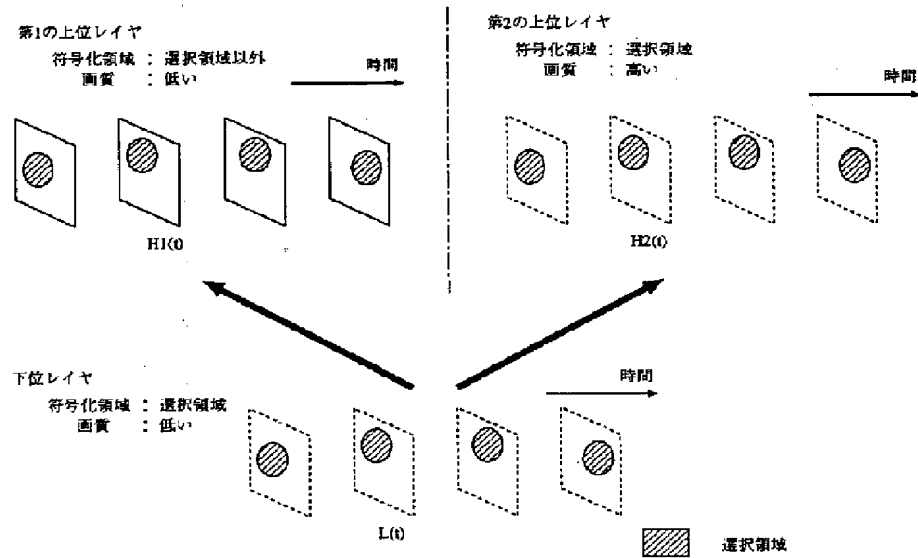 第1の上位レイヤ
符号化領域 : 選択領域以外
画質 : 低い
時間
H1(t)
第2の上位レイヤ
符号化領域 : 選択領域
画質 : 高い
時間
H2(t)
下位レイヤ
符号化領域 : 選択領域
画質 : 低い
時間
L(t)
選択領域